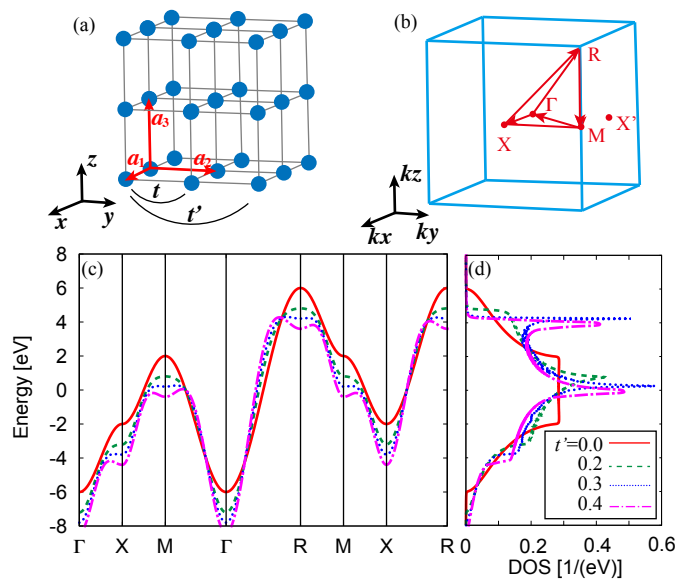 (a)
a3
a1
a2
z
x
y
t
t'
(b)
R
Γ
X
M
X'
kz
kx
ky
(c)
Energy [eV]
8
6
4
2
0
-2
-4
-6
-8
Γ X M Γ R M X R
(d)
t'=0.0
0.2
0.3
0.4
0 0.2 0.4 0.6
DOS [1/(eV)]